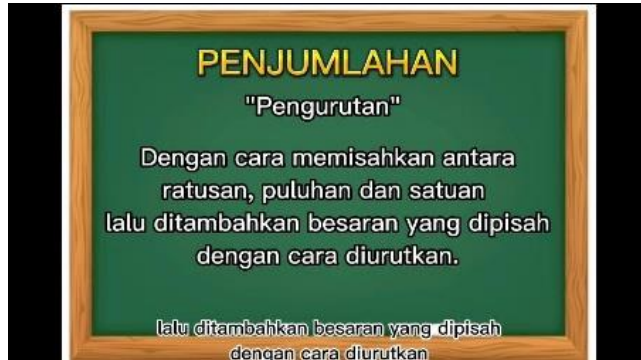 PENJUMLAHAN
"Pengurutan"
Dengan cara memisahkan antara
ratusan, puluhan dan satuan
lalu ditambahkan besaran yang dipisah
dengan cara diurutkan.
lalu ditambahkan besaran yang dipisah
dengan cara diurutkan